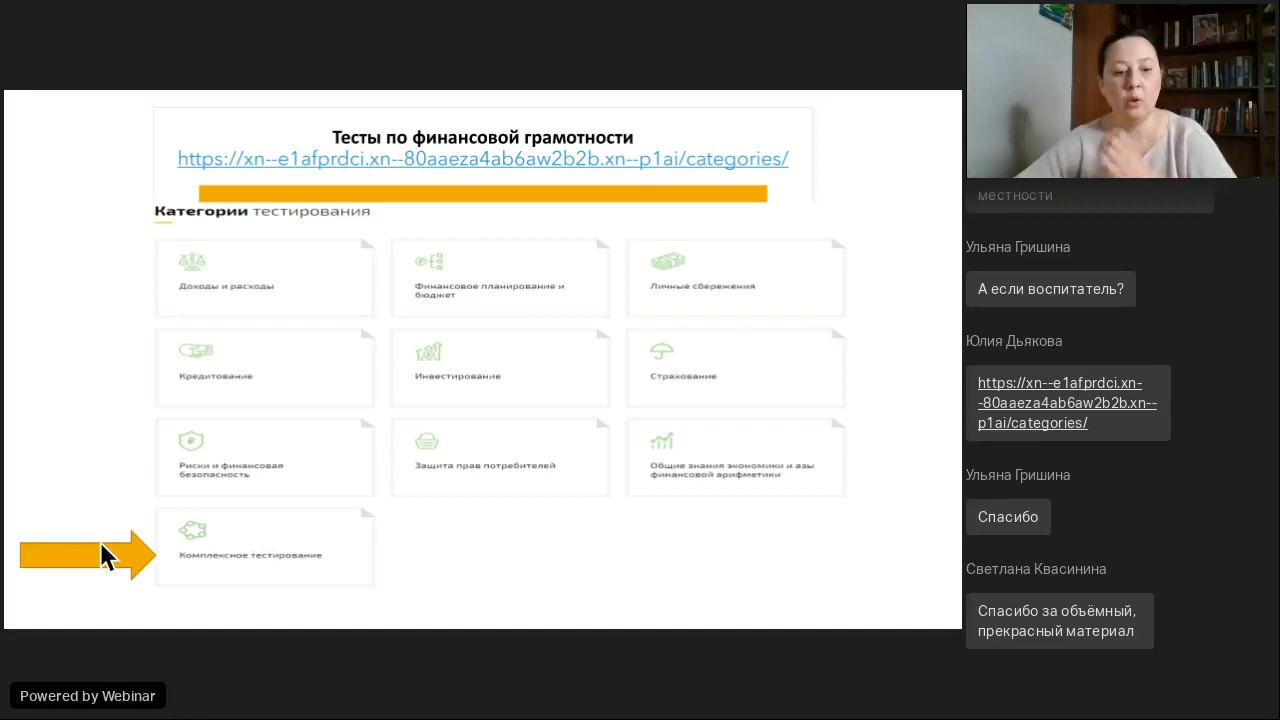 Тесты по финансовой грамотности
https://xn--e1afprdci.xn--80aaeza4ab6aw2b2b.xn--p1ai/categories/
Категории тестирования
Доходы и расходы
Финансовое планирование и
бюджет
Личные сбережения
Кредитование
Инвестирование
Страхование
Риски и финансовая
безопасность
Защита прав потребителей
Общие знания экономики и азы
финансовой арифметики
Комплексное тестирование
местности
Ульяна Гришина
А если воспитатель?
Юлия Дьякова
https://xn--e1afprdci.xn-
-80aaeza4ab6aw2b2b.xn--
p1ai/categories/
Ульяна Гришина
Спасибо
Светлана Квасинина
Спасибо за объёмный,
прекрасный материал
Powered by Webinar